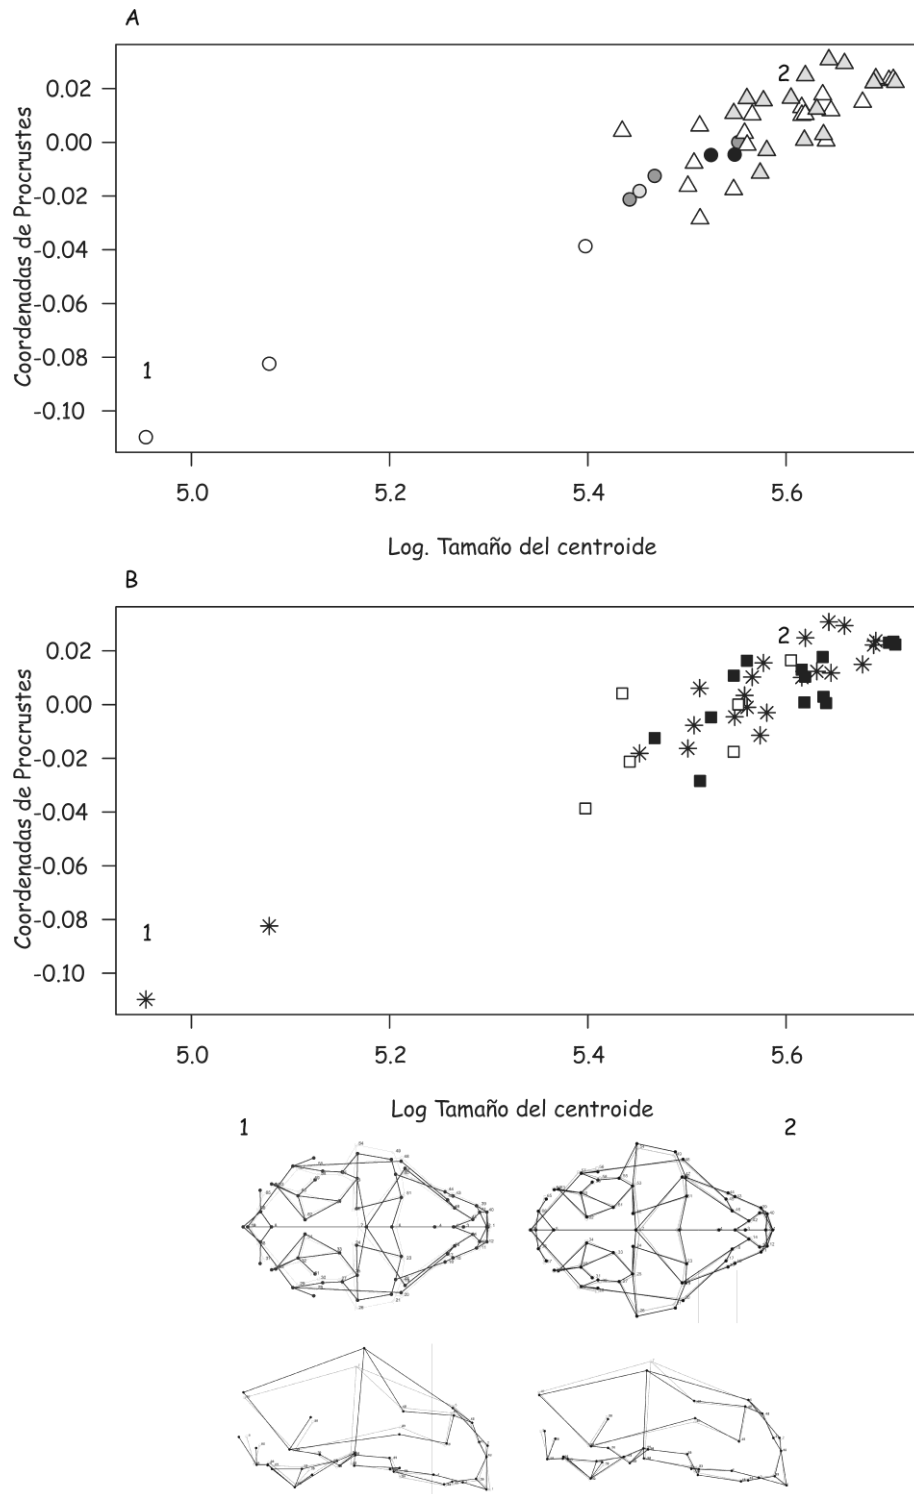 A
Coordenadas de Procrustes
0.02
0.00
-0.02
-0.04
-0.06
-0.08
-0.10
1
2
5.0 5.2 5.4 5.6
Log. Tamaño del centroide
B
Coordenadas de Procrustes
0.02
0.00
-0.02
-0.04
-0.06
-0.08
-0.10
1
2
5.0 5.2 5.4 5.6
Log Tamaño del centroide
1 2